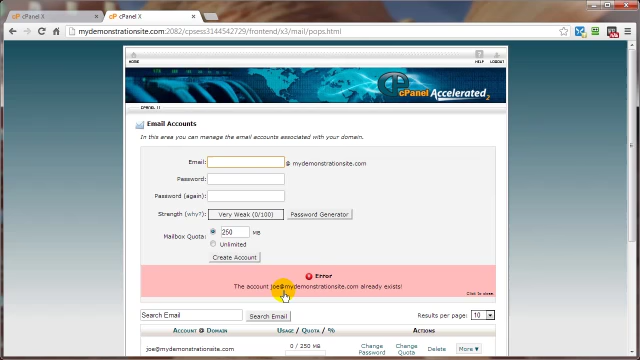 cPanel X
cPanel X
mydemonstrationsite.com:2082/cpsess3144542729/frontend/x3/mail/pops.html
HOME
HELP
LOGOUT
cPanel Accelerated 2
CPANEL 11
Email Accounts
In this area you can manage the email accounts associated with your domain.
Email:
@ mydemonstrationsite.com
Password:
Password (again):
Strength (why?):
Very Weak (0/100)
Password Generator
Mailbox Quota:
250 MB
Unlimited
Create Account
Error
The account joe@mydemonstrationsite.com already exists!
Click to close.
Search Email
Search Email
Results per page: 10
Account @ Domain
Usage / Quota / %
Actions
joe@mydemonstrationsite.com
0 / 250 MB
Change Password
Change Quota
Delete
More